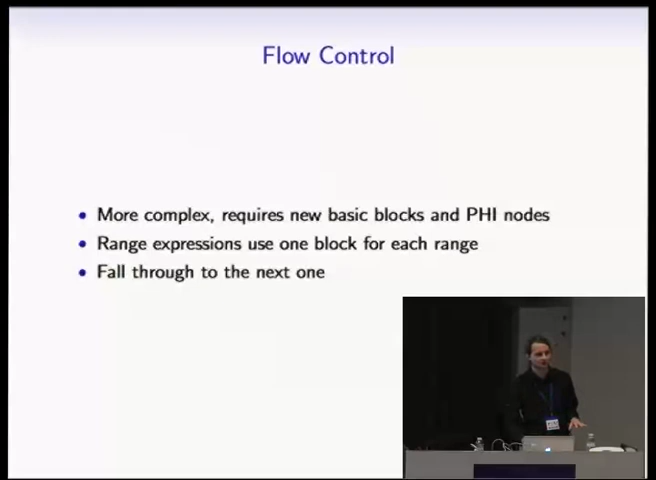 Flow Control
More complex, requires new basic blocks and PHI nodes
Range expressions use one block for each range
Fall through to the next one